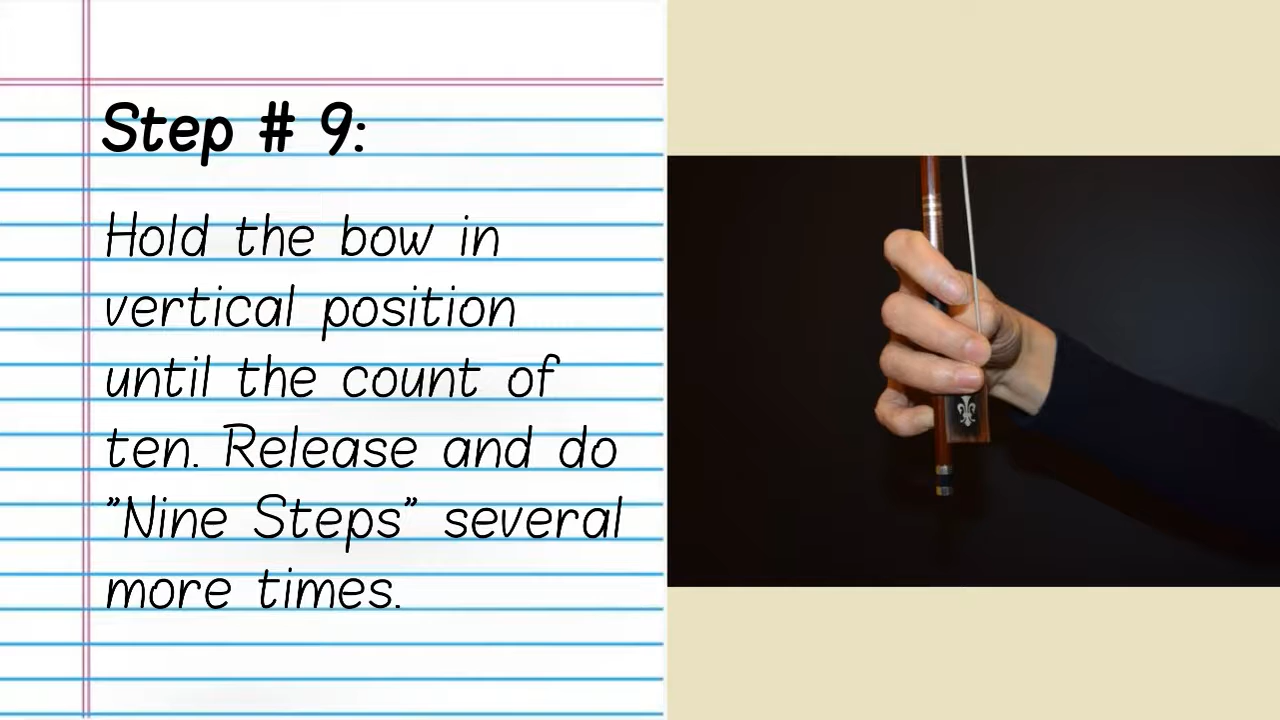 Step # 9:
Hold the bow in
vertical position
until the count of
ten. Release and do
”Nine Steps” several
more times.